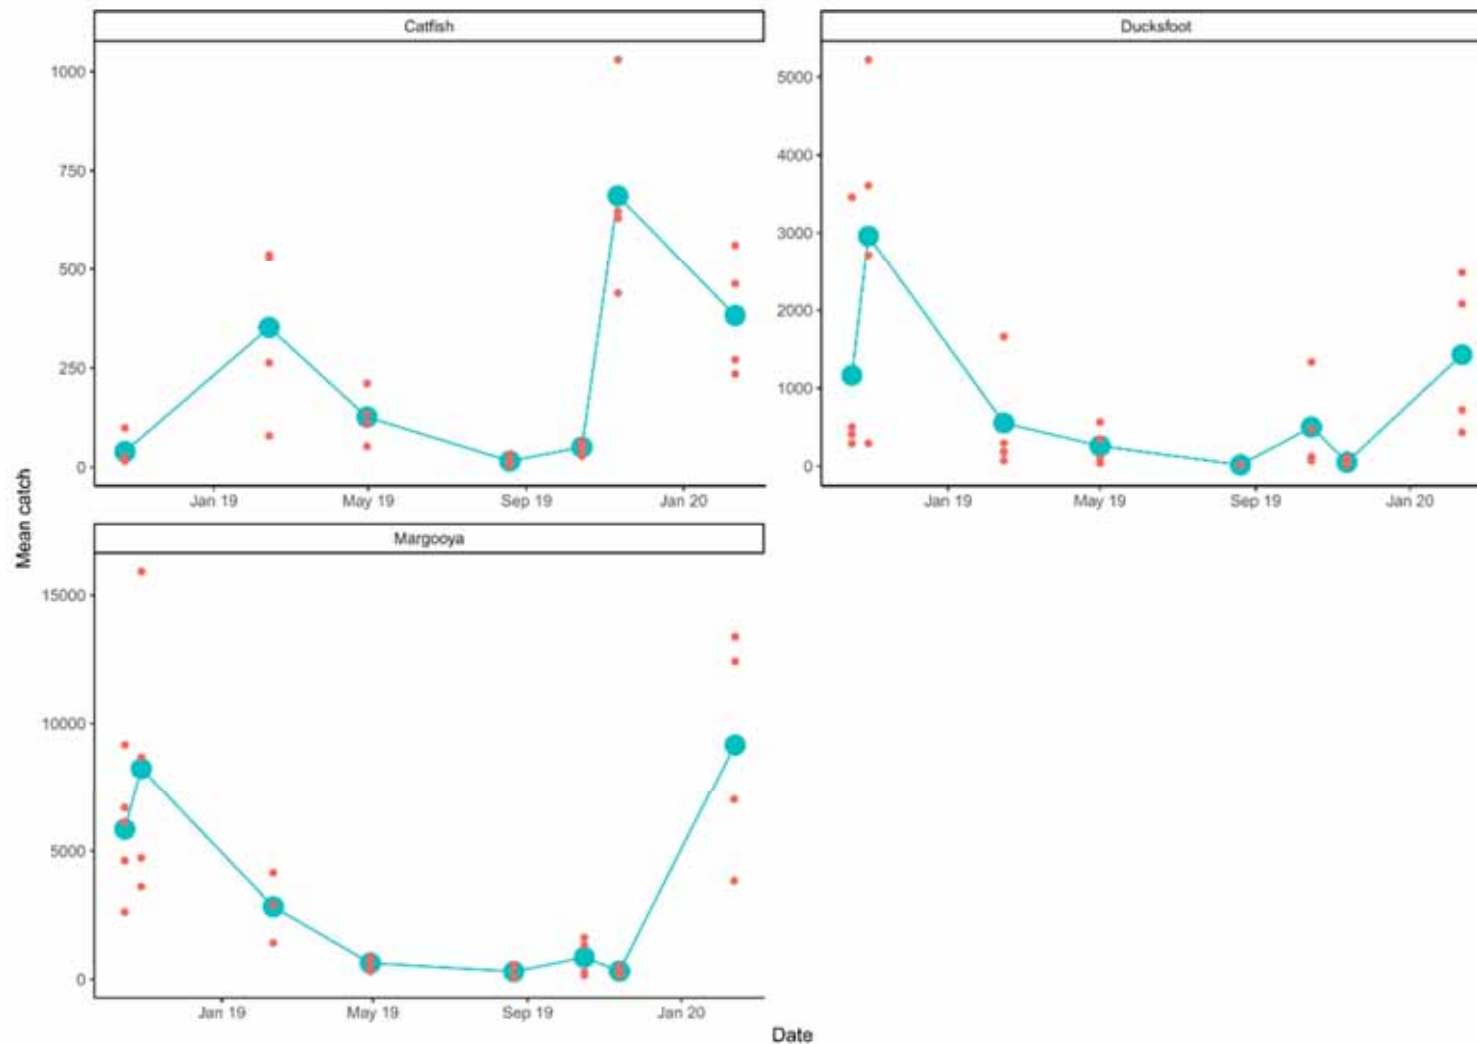 Catfish
Ducksfoot
1000
750
500
250
0
Jan 19 May 19 Sep 19 Jan 20
5000
4000
3000
2000
1000
0
Jan 19 May 19 Sep 19 Jan 20
Mean catch
Margooya
15000
10000
5000
0
Jan 19 May 19 Sep 19 Jan 20
Date